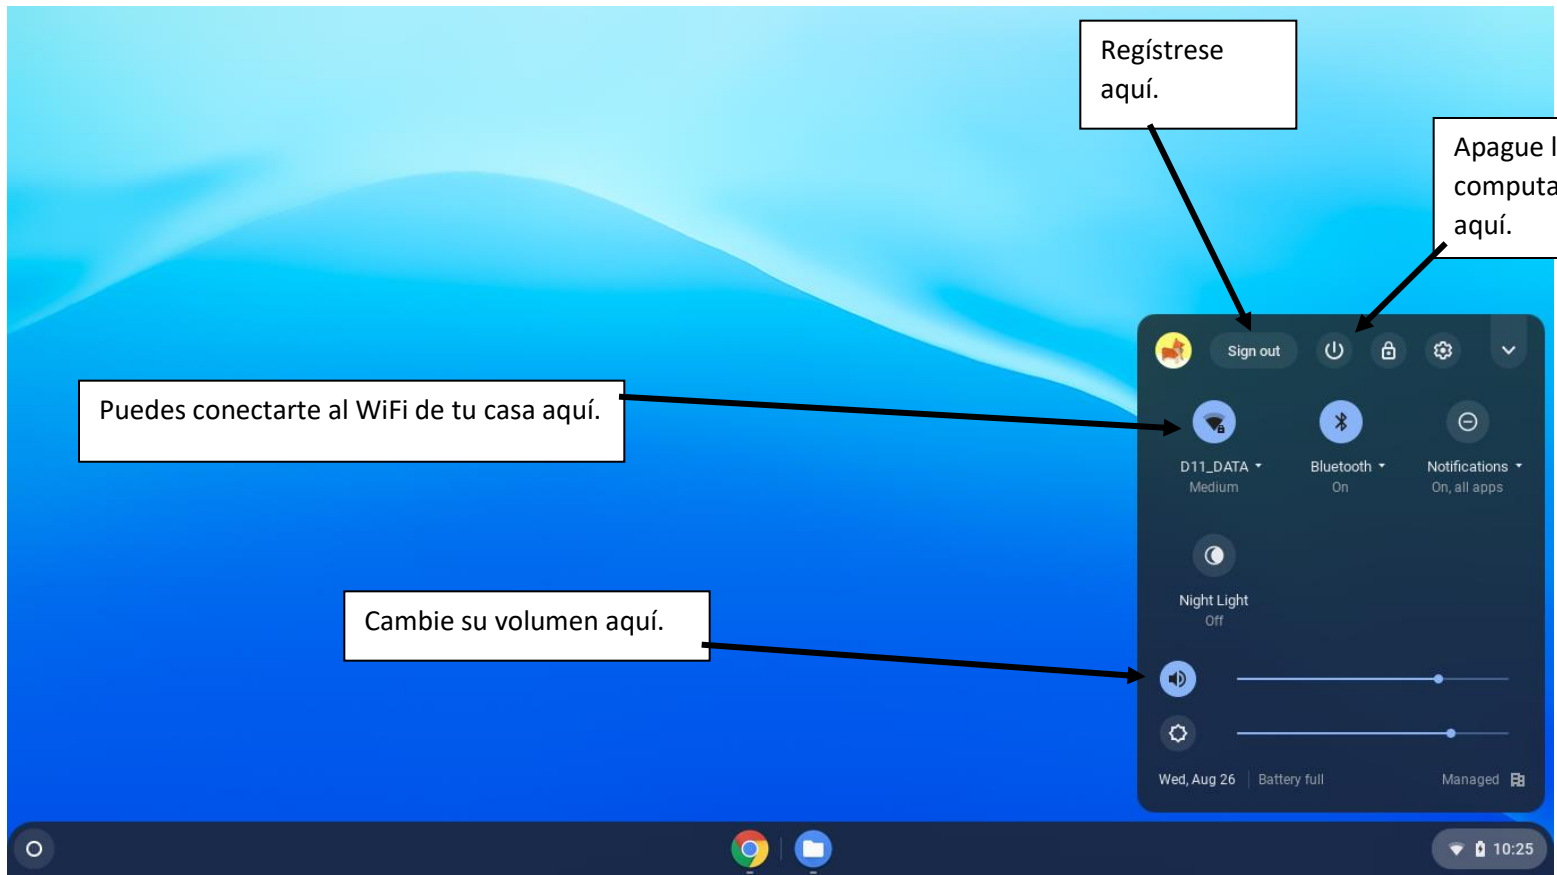 Regístrese
aquí.
Apague l
computa
aquí.
Sign out
Puedes conectarte al WiFi de tu casa aquí.
D11_DATA
Bluetooth
Notifications
Medium
On
On, all apps
Night Light
Off
Cambie su volumen aquí.
Wed, Aug 26
Battery full
Managed
10:25